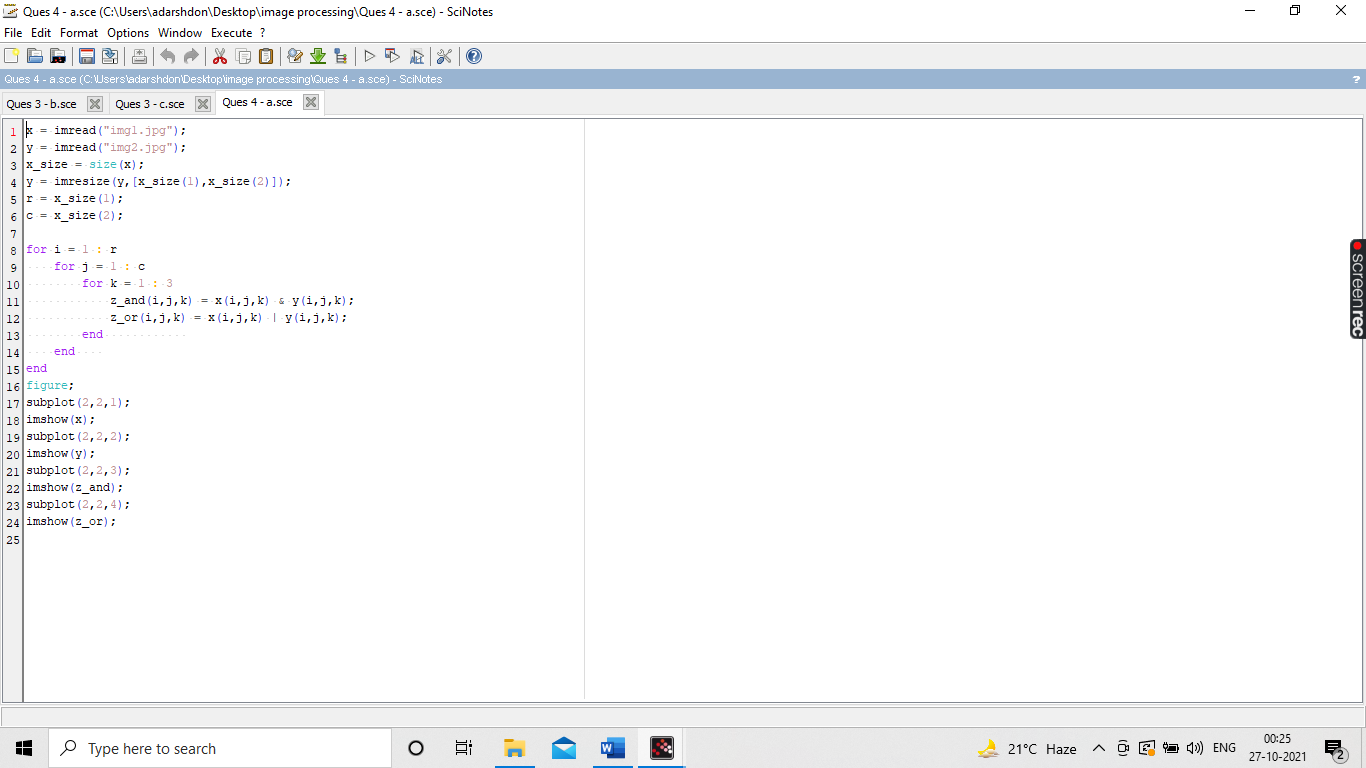 Ques 4 - a.sce (C:\Users\adarshdon\Desktop\image processing\Ques 4 - a.sce) - SciNotes
File Edit Format Options Window Execute ?
Ques 4 - a.sce (C:\Users\adarshdon\Desktop\image processing\Ques 4 - a.sce) - SciNotes ?
Ques 3 - b.sce Ques 3 - c.sce Ques 4 - a.sce
1 x = imread("img1.jpg");
2 y = imread("img2.jpg");
3 x_size = size(x);
4 y = imresize(y,[x_size(1),x_size(2)]);
5 r = x_size(1);
6 c = x_size(2);
7
8 for i = 1 : r
9     for j = 1 : c
10         for k = 1 : 3
11             z_and(i,j,k) = x(i,j,k) & y(i,j,k);
12             z_or(i,j,k) = x(i,j,k) | y(i,j,k);
13         end
14     end
15 end
16 figure;
17 subplot(2,2,1);
18 imshow(x);
19 subplot(2,2,2);
20 imshow(y);
21 subplot(2,2,3);
22 imshow(z_and);
23 subplot(2,2,4);
24 imshow(z_or);
25
screenrec
Type here to search
21°C Haze
ENG
00:25
27-10-2021
2